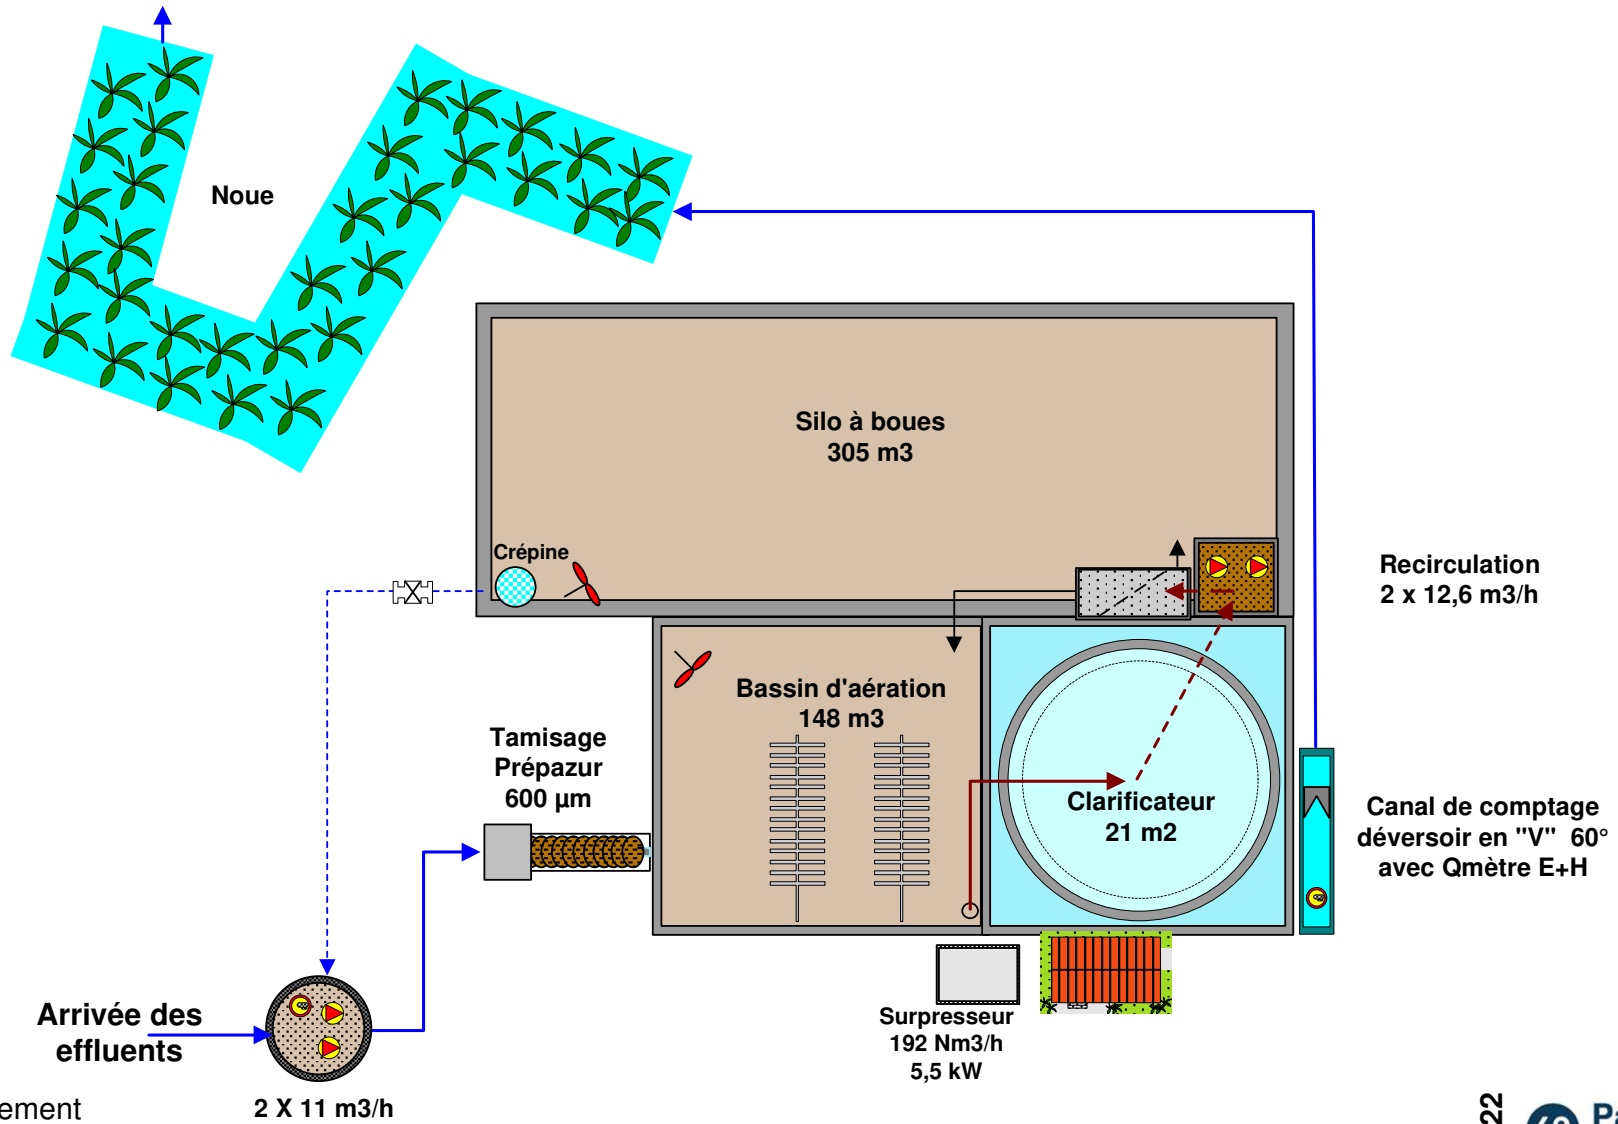 Noue
Silo à boues
305 m3
Crépine
Recirculation
2 x 12,6 m3/h
Bassin d'aération
148 m3
Tamisage
Prépazur
600 µm
Clarificateur
21 m2
Canal de comptage
déversoir en "V" 60°
avec Qmètre E+H
Arrivée des
effluents
Surpresseur
192 Nm3/h
5,5 kW
2 X 11 m3/h
ement
22
Pa